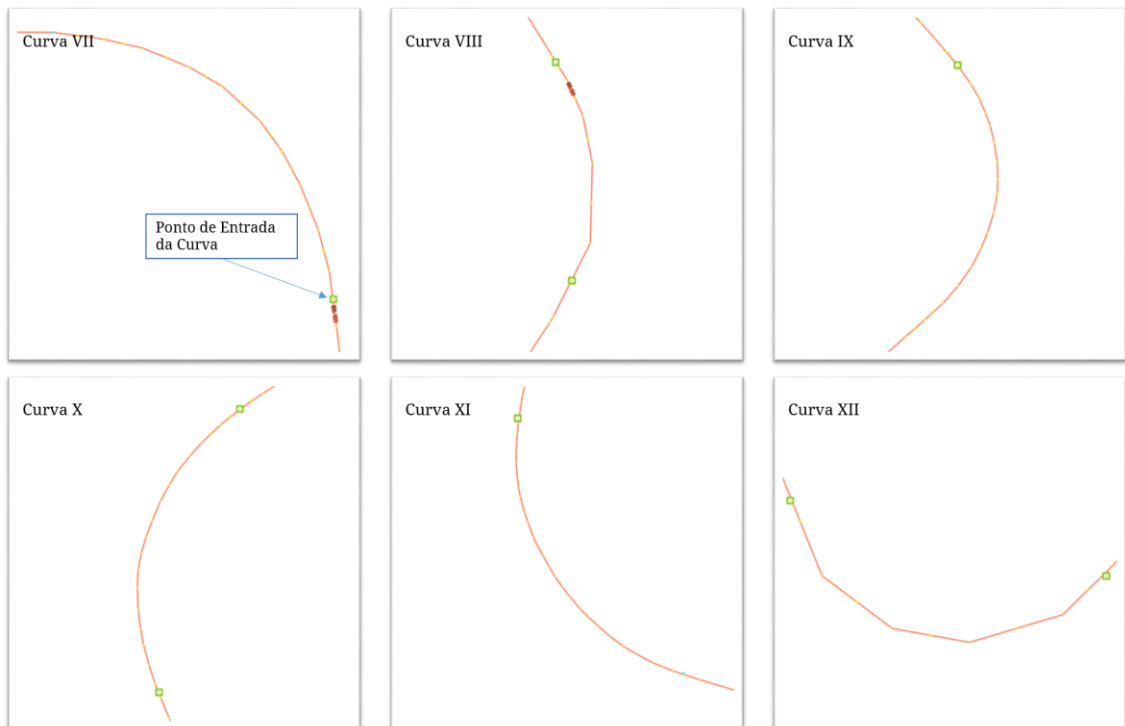 Curva VII
Curva VIII
Curva IX
Ponto de Entrada
da Curva
Curva X
Curva XI
Curva XII